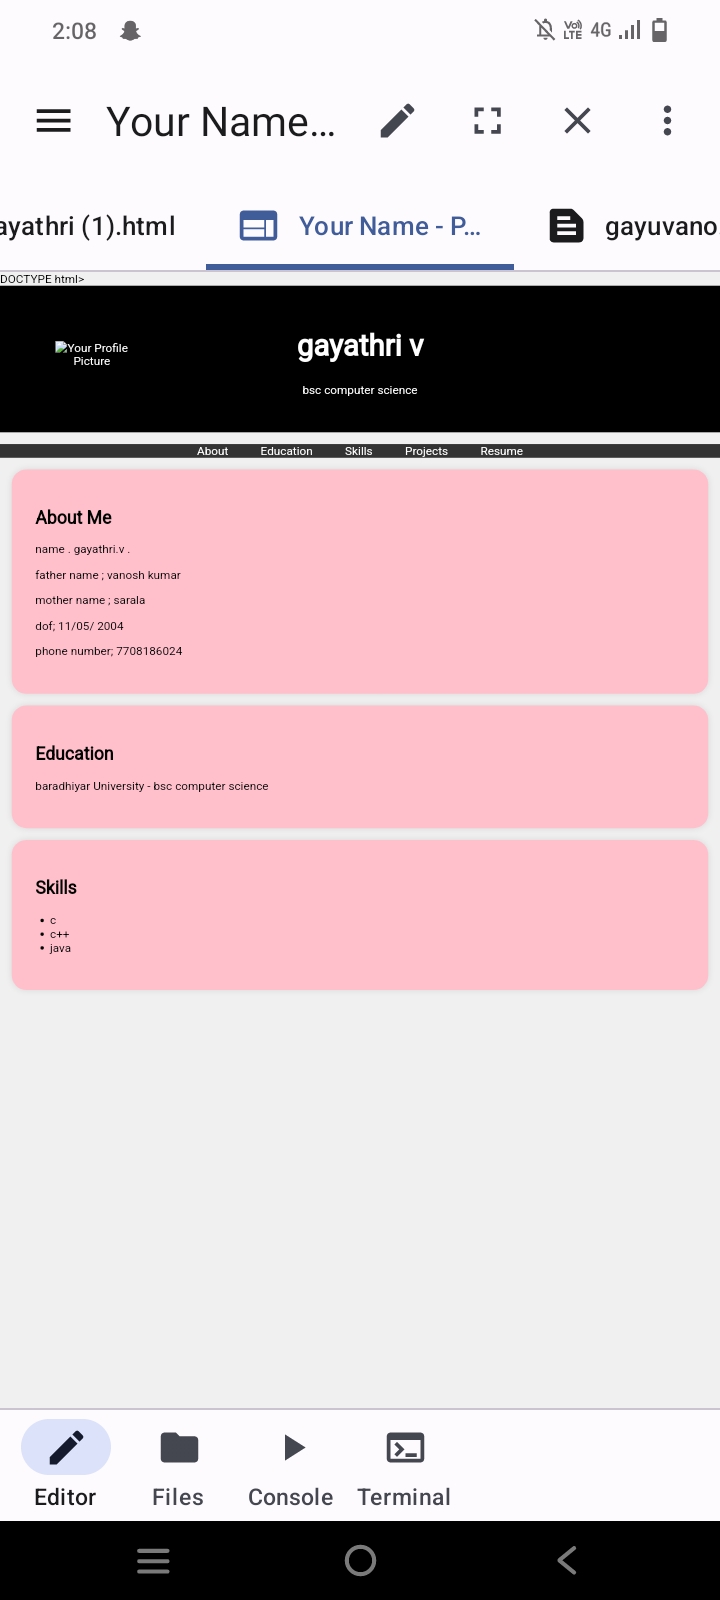 2:08 Vo) LTE 4G
Your Name…
ayathri (1).html Your Name - P… gayuvano
DOCTYPE html>
Your Profile
Picture
gayathri v
bsc computer science
About Education Skills Projects Resume
About Me
name . gayathri.v .
father name ; vanosh kumar
mother name ; sarala
dof; 11/05/ 2004
phone number; 7708186024
Education
baradhiyar University - bsc computer science
Skills
• c
• c++
• java
Editor Files Console Terminal